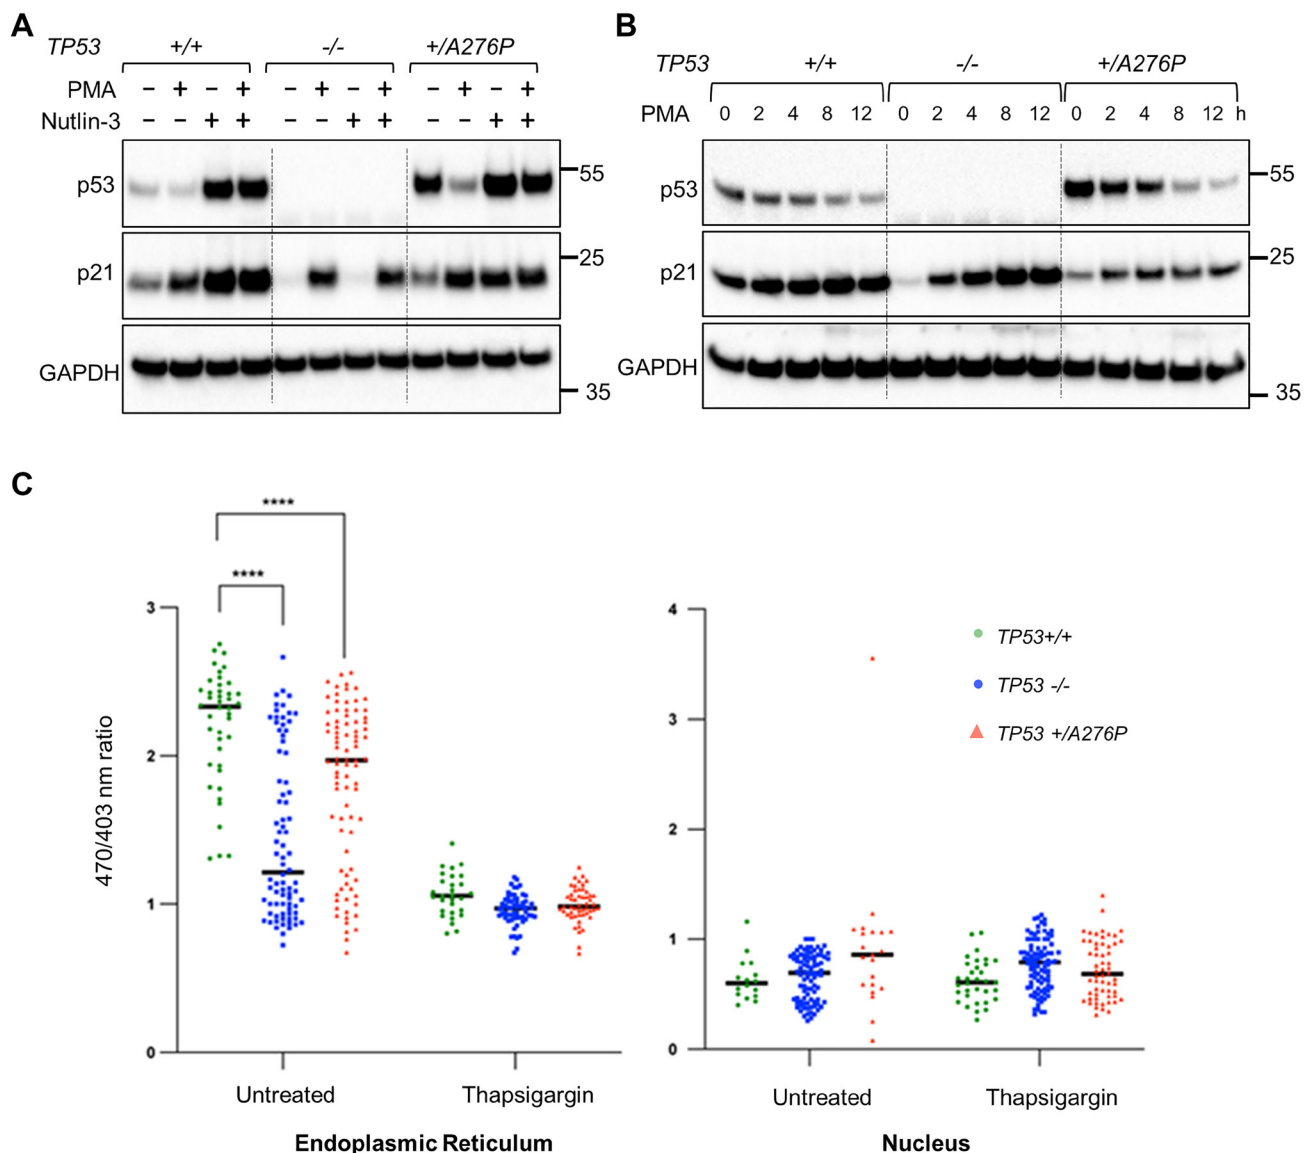 A
TP53 +/+ -/- +/A276P
PMA − + − + − + − + − + − +
Nutlin-3 − − + + − − + + − − + +
p53 55
p21 25
GAPDH 35
B
TP53 +/+ -/- +/A276P
PMA 0 2 4 8 12 0 2 4 8 12 0 2 4 8 12 h
p53 55
p21 25
GAPDH 35
C
****
****
470/403 nm ratio
3
2
1
0
Untreated Thapsigargin
Endoplasmic Reticulum
4
3
2
1
0
TP53+/+
TP53 -/-
TP53 +/A276P
Untreated Thapsigargin
Nucleus